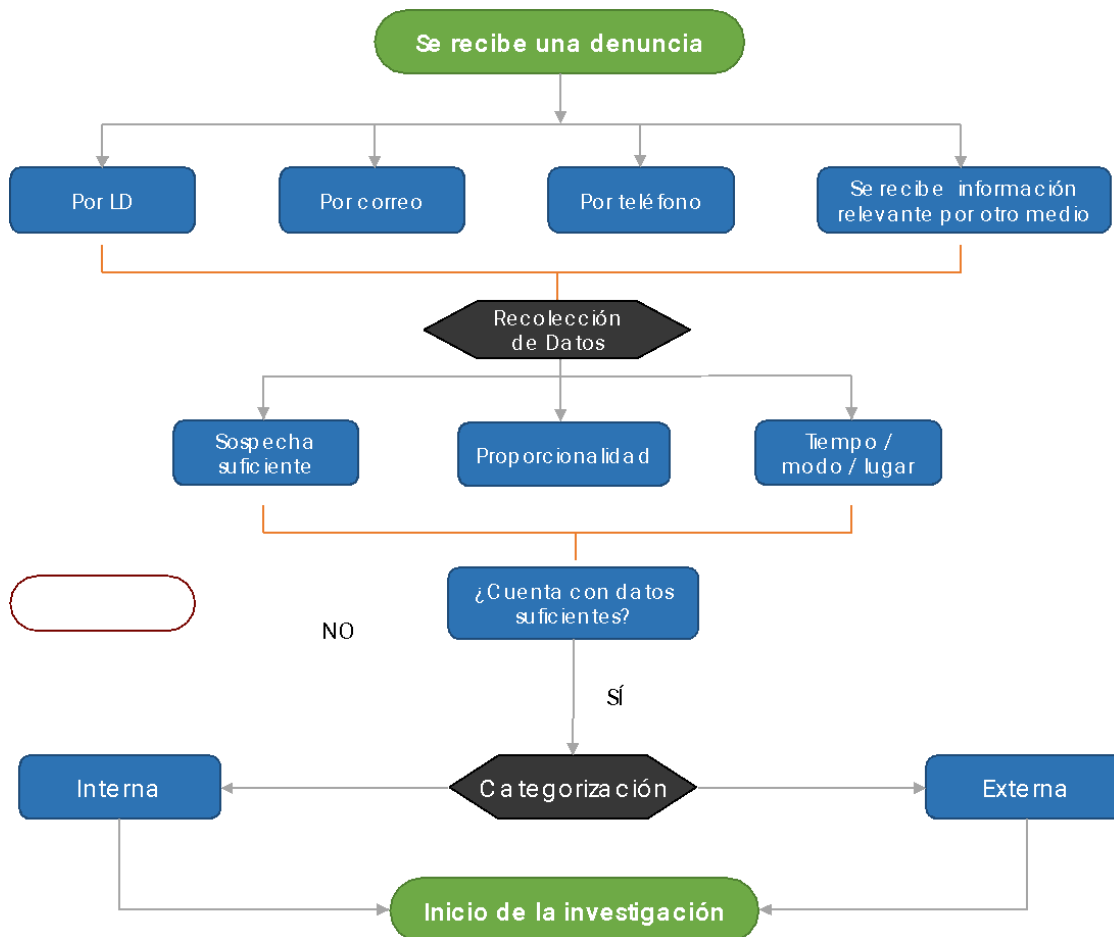 Se recibe una denuncia
Por LD
Por correo
Por teléfono
Se recibe información
relevante por otro medio
Recolección
de Datos
Sospecha
suficiente
Proporcionalidad
Tiempo /
modo / lugar
¿Cuenta con datos
suficientes?
NO
SÍ
Interna
Categorización
Externa
Inicio de la investigación